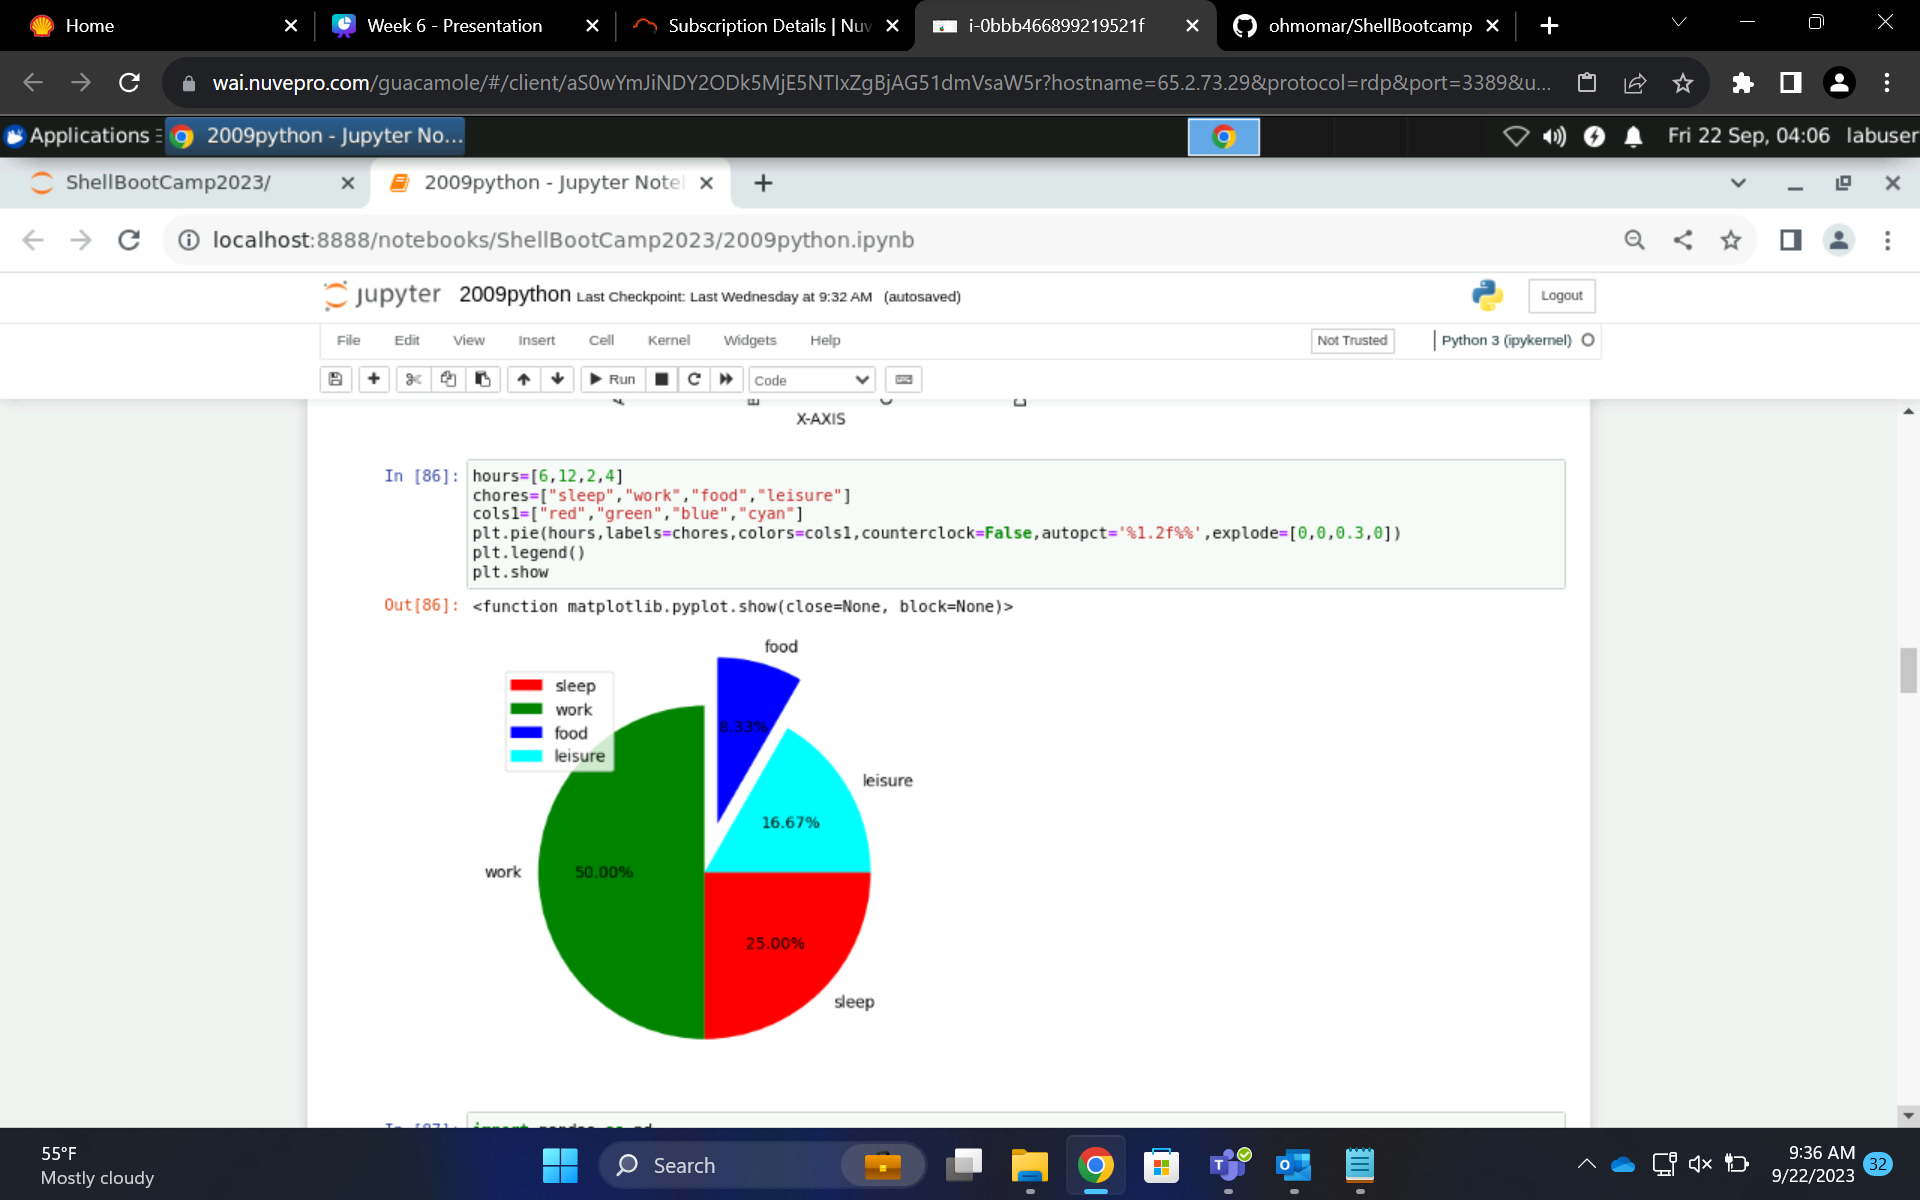 Home
Week 6 - Presentation
Subscription Details | Nuv
i-0bbb466899219521f
ohmomar/ShellBootcamp
wai.nuvepro.com/guacamole/#/client/aS0wYmJiNDY2ODk5MjE5NTIxZgBjAG51dmVsaW5r?hostname=65.2.73.29&protocol=rdp&port=3389&u...
Applications
2009python - Jupyter No...
Fri 22 Sep, 04:06
labuser
ShellBootCamp2023/
2009python - Jupyter Note
localhost:8888/notebooks/ShellBootCamp2023/2009python.ipynb
jupyter
2009python Last Checkpoint: Last Wednesday at 9:32 AM (autosaved)
Logout
File Edit View Insert Cell Kernel Widgets Help
Not Trusted
Python 3 (ipykernel)
Run
Code
X-AXIS
In [86]:
hours=[6,12,2,4]
chores=["sleep","work","food","leisure"]
cols1=["red","green","blue","cyan"]
plt.pie(hours,labels=chores,colors=cols1,counterclock=False,autopct='%1.2f%%',explode=[0,0,0.3,0])
plt.legend()
plt.show
Out[86]: <function matplotlib.pyplot.show(close=None, block=None)>
food
sleep
work
food
leisure
8.33%
leisure
16.67%
work
50.00%
25.00%
sleep
55°F
Mostly cloudy
Search
9:36 AM
9/22/2023
32